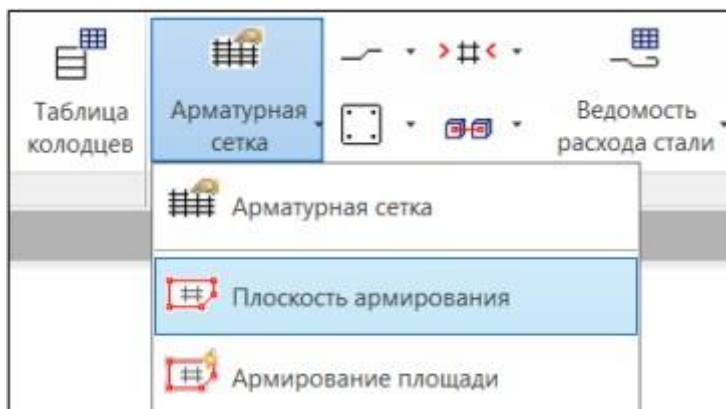 Таблица
колодцев
Арматурная
сетка
Ведомость
расхода стали
Арматурная сетка
Плоскость армирования
Армирование площади